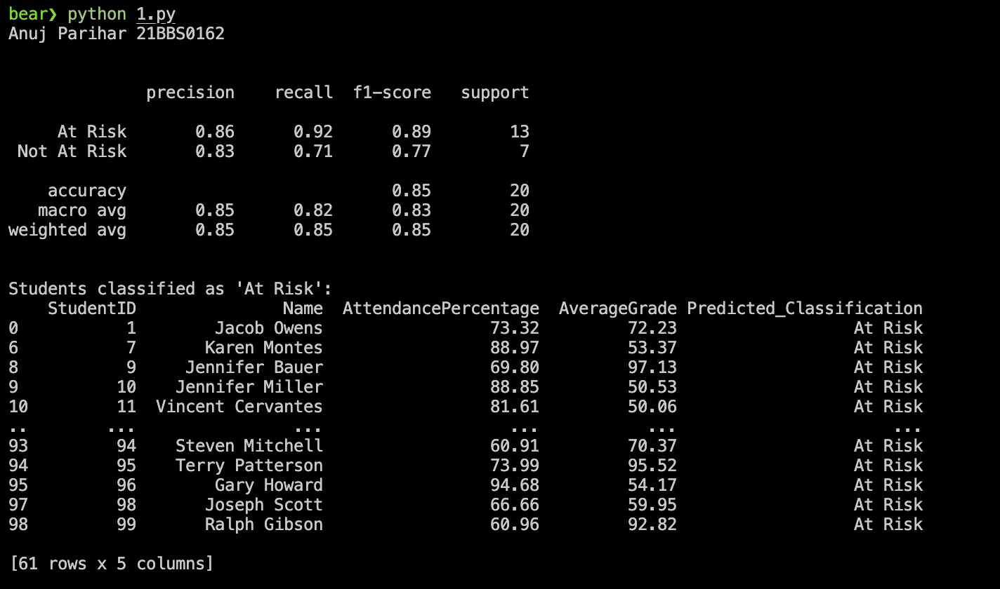 bear❯ python 1.py
Anuj Parihar 21BBS0162
precision recall f1-score support
At Risk 0.86 0.92 0.89 13
Not At Risk 0.83 0.71 0.77 7
accuracy 0.85 20
macro avg 0.85 0.82 0.83 20
weighted avg 0.85 0.85 0.85 20
Students classified as 'At Risk':
StudentID Name AttendancePercentage AverageGrade Predicted_Classification
0 1 Jacob Owens 73.32 72.23 At Risk
6 7 Karen Montes 88.97 53.37 At Risk
8 9 Jennifer Bauer 69.80 97.13 At Risk
9 10 Jennifer Miller 88.85 50.53 At Risk
10 11 Vincent Cervantes 81.61 50.06 At Risk
.. ... ... ... ... ...
93 94 Steven Mitchell 60.91 70.37 At Risk
94 95 Terry Patterson 73.99 95.52 At Risk
95 96 Gary Howard 94.68 54.17 At Risk
97 98 Joseph Scott 66.66 59.95 At Risk
98 99 Ralph Gibson 60.96 92.82 At Risk
[61 rows x 5 columns]